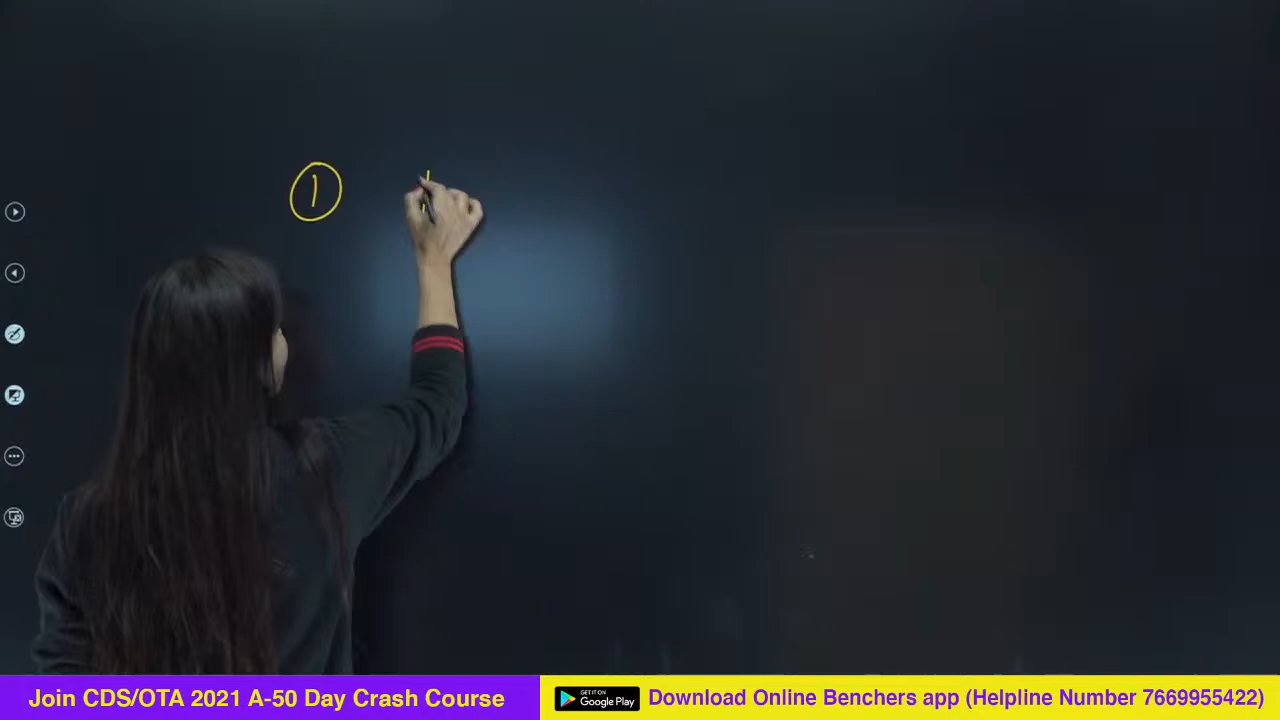 1
Join CDS/OTA 2021 A-50 Day Crash Course
GET IT ON
Google Play
Download Online Benchers app (Helpline Number 7669955422)